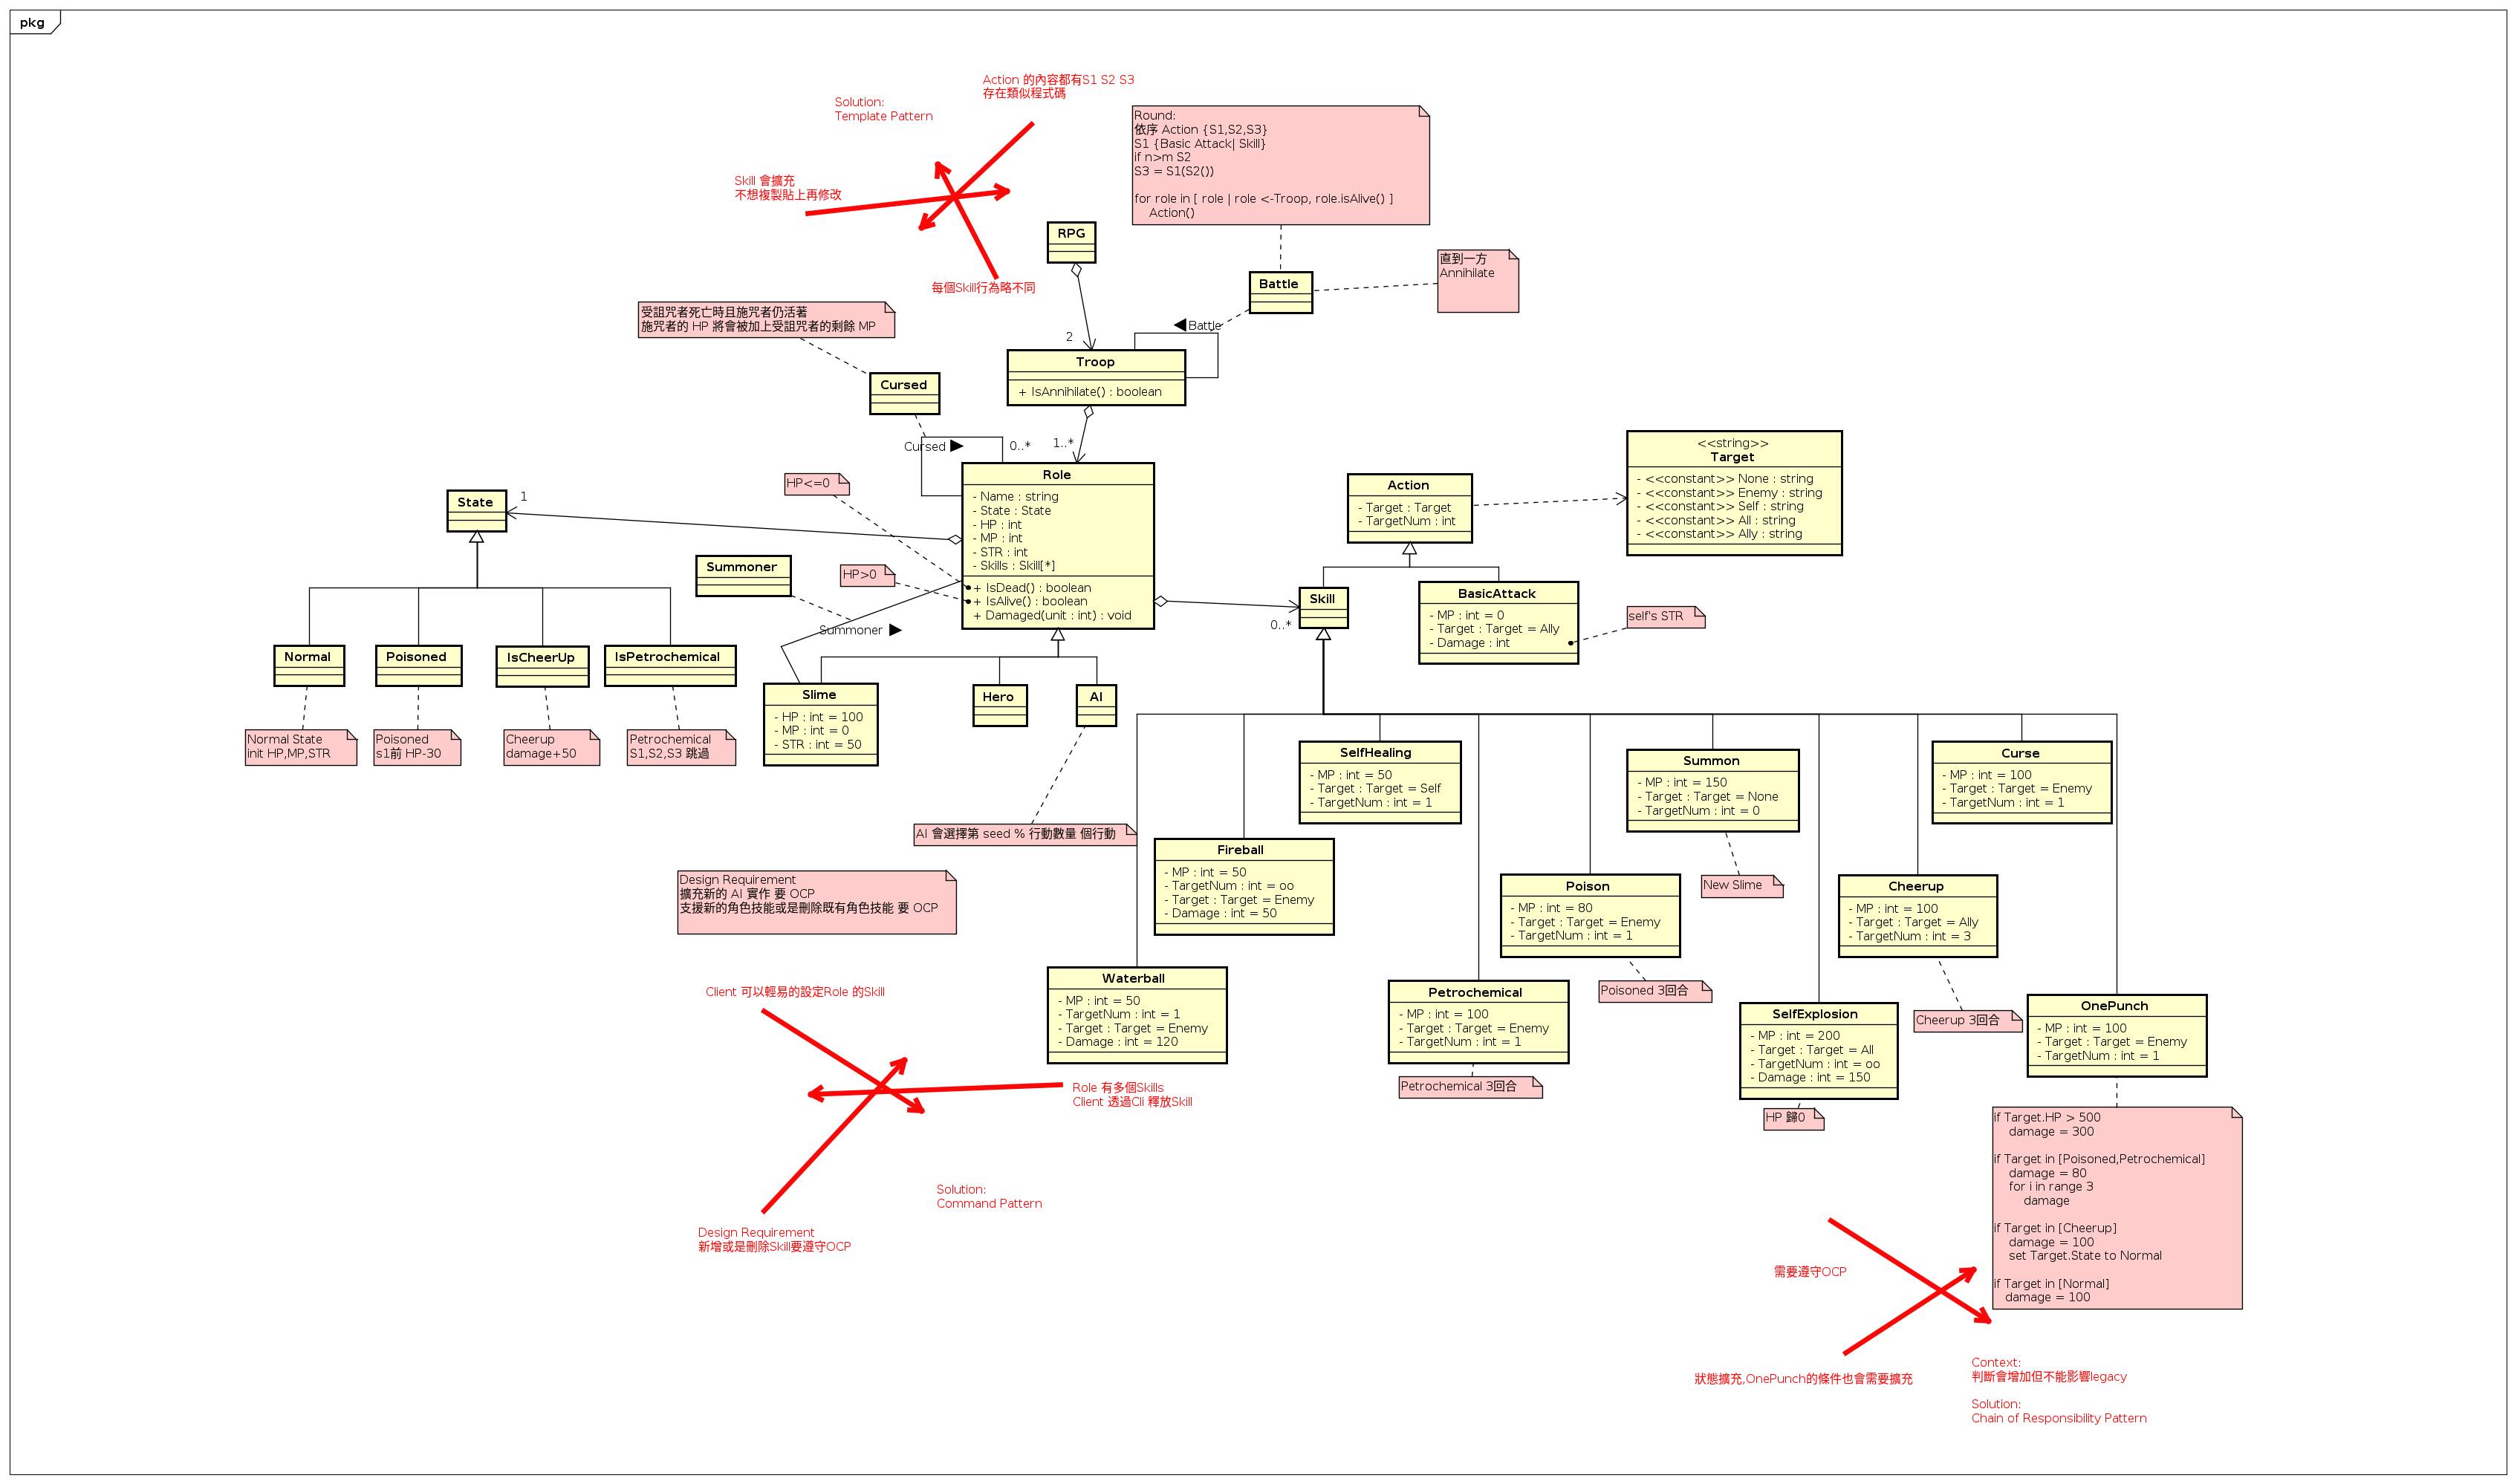 pkg
Action 的內容都有S1 S2 S3
存在類似程式碼
Solution:
Template Pattern
Skill 會擴充
不想複製貼上再修改
每個Skill行為略不同
Round:
依序 Action {S1,S2,S3}
S1 {Basic Attack| Skill}
if n>m S2
S3 = S1(S2())
for role in [ role | role <-Troop, role.isAlive() ]
Action()
RPG
Battle
直到一方
Annihilate
受詛咒者死亡時且施咒者仍活著
施咒者的 HP 將會被加上受詛咒者的剩餘 MP
Battle
2
Troop
+ IsAnnihilate() : boolean
Cursed
Cursed
0..*
1..*
Role
- Name : string
- State : State
- HP : int
- MP : int
- STR : int
- Skills : Skill[*]
+ IsDead() : boolean
+ IsAlive() : boolean
+ Damaged(unit : int) : void
HP<=0
HP>0
State
1
Summoner
Summoner
Action
- Target : Target
- TargetNum : int
<<string>>
Target
- <<constant>> None : string
- <<constant>> Enemy : string
- <<constant>> Self : string
- <<constant>> All : string
- <<constant>> Ally : string
Skill
0..*
BasicAttack
- MP : int = 0
- Target : Target = Ally
- Damage : int
self's STR
Normal
Poisoned
IsCheerUp
IsPetrochemical
Normal State
init HP,MP,STR
Poisoned
s1前 HP-30
Cheerup
damage+50
Petrochemical
S1,S2,S3 跳過
Slime
- HP : int = 100
- MP : int = 0
- STR : int = 50
Hero
AI
AI 會選擇第 seed % 行動數量 個行動
Design Requirement
擴充新的 AI 實作 要 OCP
支援新的角色技能或是刪除既有角色技能 要 OCP
SelfHealing
- MP : int = 50
- Target : Target = Self
- TargetNum : int = 1
Summon
- MP : int = 150
- Target : Target = None
- TargetNum : int = 0
New Slime
Curse
- MP : int = 100
- Target : Target = Enemy
- TargetNum : int = 1
Fireball
- MP : int = 50
- TargetNum : int = oo
- Target : Target = Enemy
- Damage : int = 50
Poison
- MP : int = 80
- Target : Target = Enemy
- TargetNum : int = 1
Poisoned 3回合
Cheerup
- MP : int = 100
- Target : Target = Ally
- TargetNum : int = 3
Cheerup 3回合
Waterball
- MP : int = 50
- TargetNum : int = 1
- Target : Target = Enemy
- Damage : int = 120
Petrochemical
- MP : int = 100
- Target : Target = Enemy
- TargetNum : int = 1
Petrochemical 3回合
SelfExplosion
- MP : int = 200
- Target : Target = All
- TargetNum : int = oo
- Damage : int = 150
HP 歸0
OnePunch
- MP : int = 100
- Target : Target = Enemy
- TargetNum : int = 1
if Target.HP > 500
damage = 300
if Target in [Poisoned,Petrochemical]
damage = 80
for i in range 3
damage
if Target in [Cheerup]
damage = 100
set Target.State to Normal
if Target in [Normal]
damage = 100
Client 可以輕易的設定Role 的Skill
Role 有多個Skills
Client 透過Cli 釋放Skill
Solution:
Command Pattern
Design Requirement
新增或是刪除Skill要遵守OCP
需要遵守OCP
狀態擴充,OnePunch的條件也會需要擴充
Context:
判斷會增加但不能影響legacy
Solution:
Chain of Responsibility Pattern